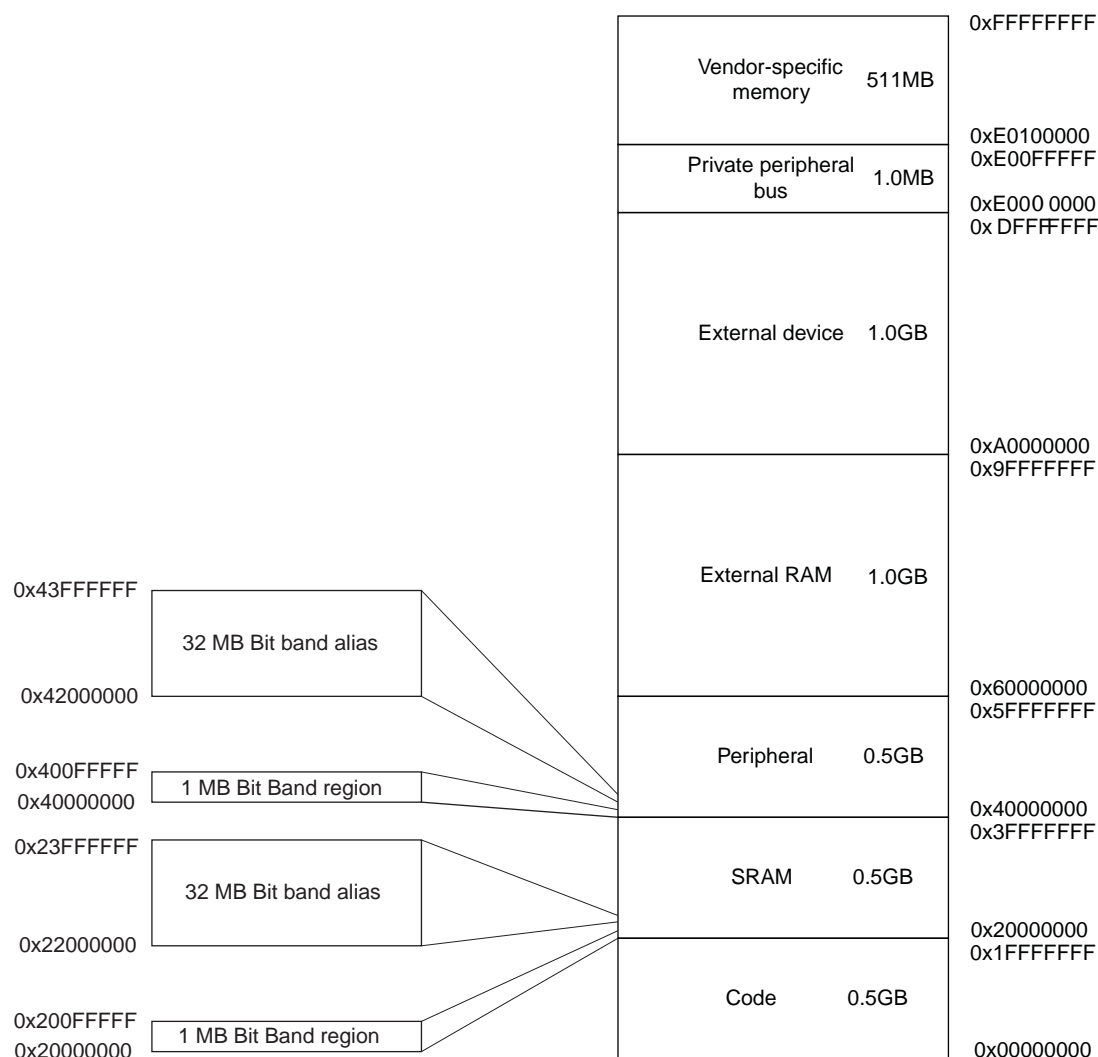 0xFFFFFFFF
Vendor-specific
memory
511MB
0xE0100000
0xE00FFFFF
Private peripheral
bus
1.0MB
0xE000 0000
0x DFFFFFFF
External device 1.0GB
0xA0000000
0x9FFFFFFF
External RAM 1.0GB
0x60000000
0x5FFFFFFF
Peripheral 0.5GB
0x40000000
0x3FFFFFFF
SRAM 0.5GB
0x20000000
0x1FFFFFFF
Code 0.5GB
0x00000000
0x43FFFFFF
32 MB Bit band alias
0x42000000
0x400FFFFF
1 MB Bit Band region
0x40000000
0x23FFFFFF
32 MB Bit band alias
0x22000000
0x200FFFFF
1 MB Bit Band region
0x20000000